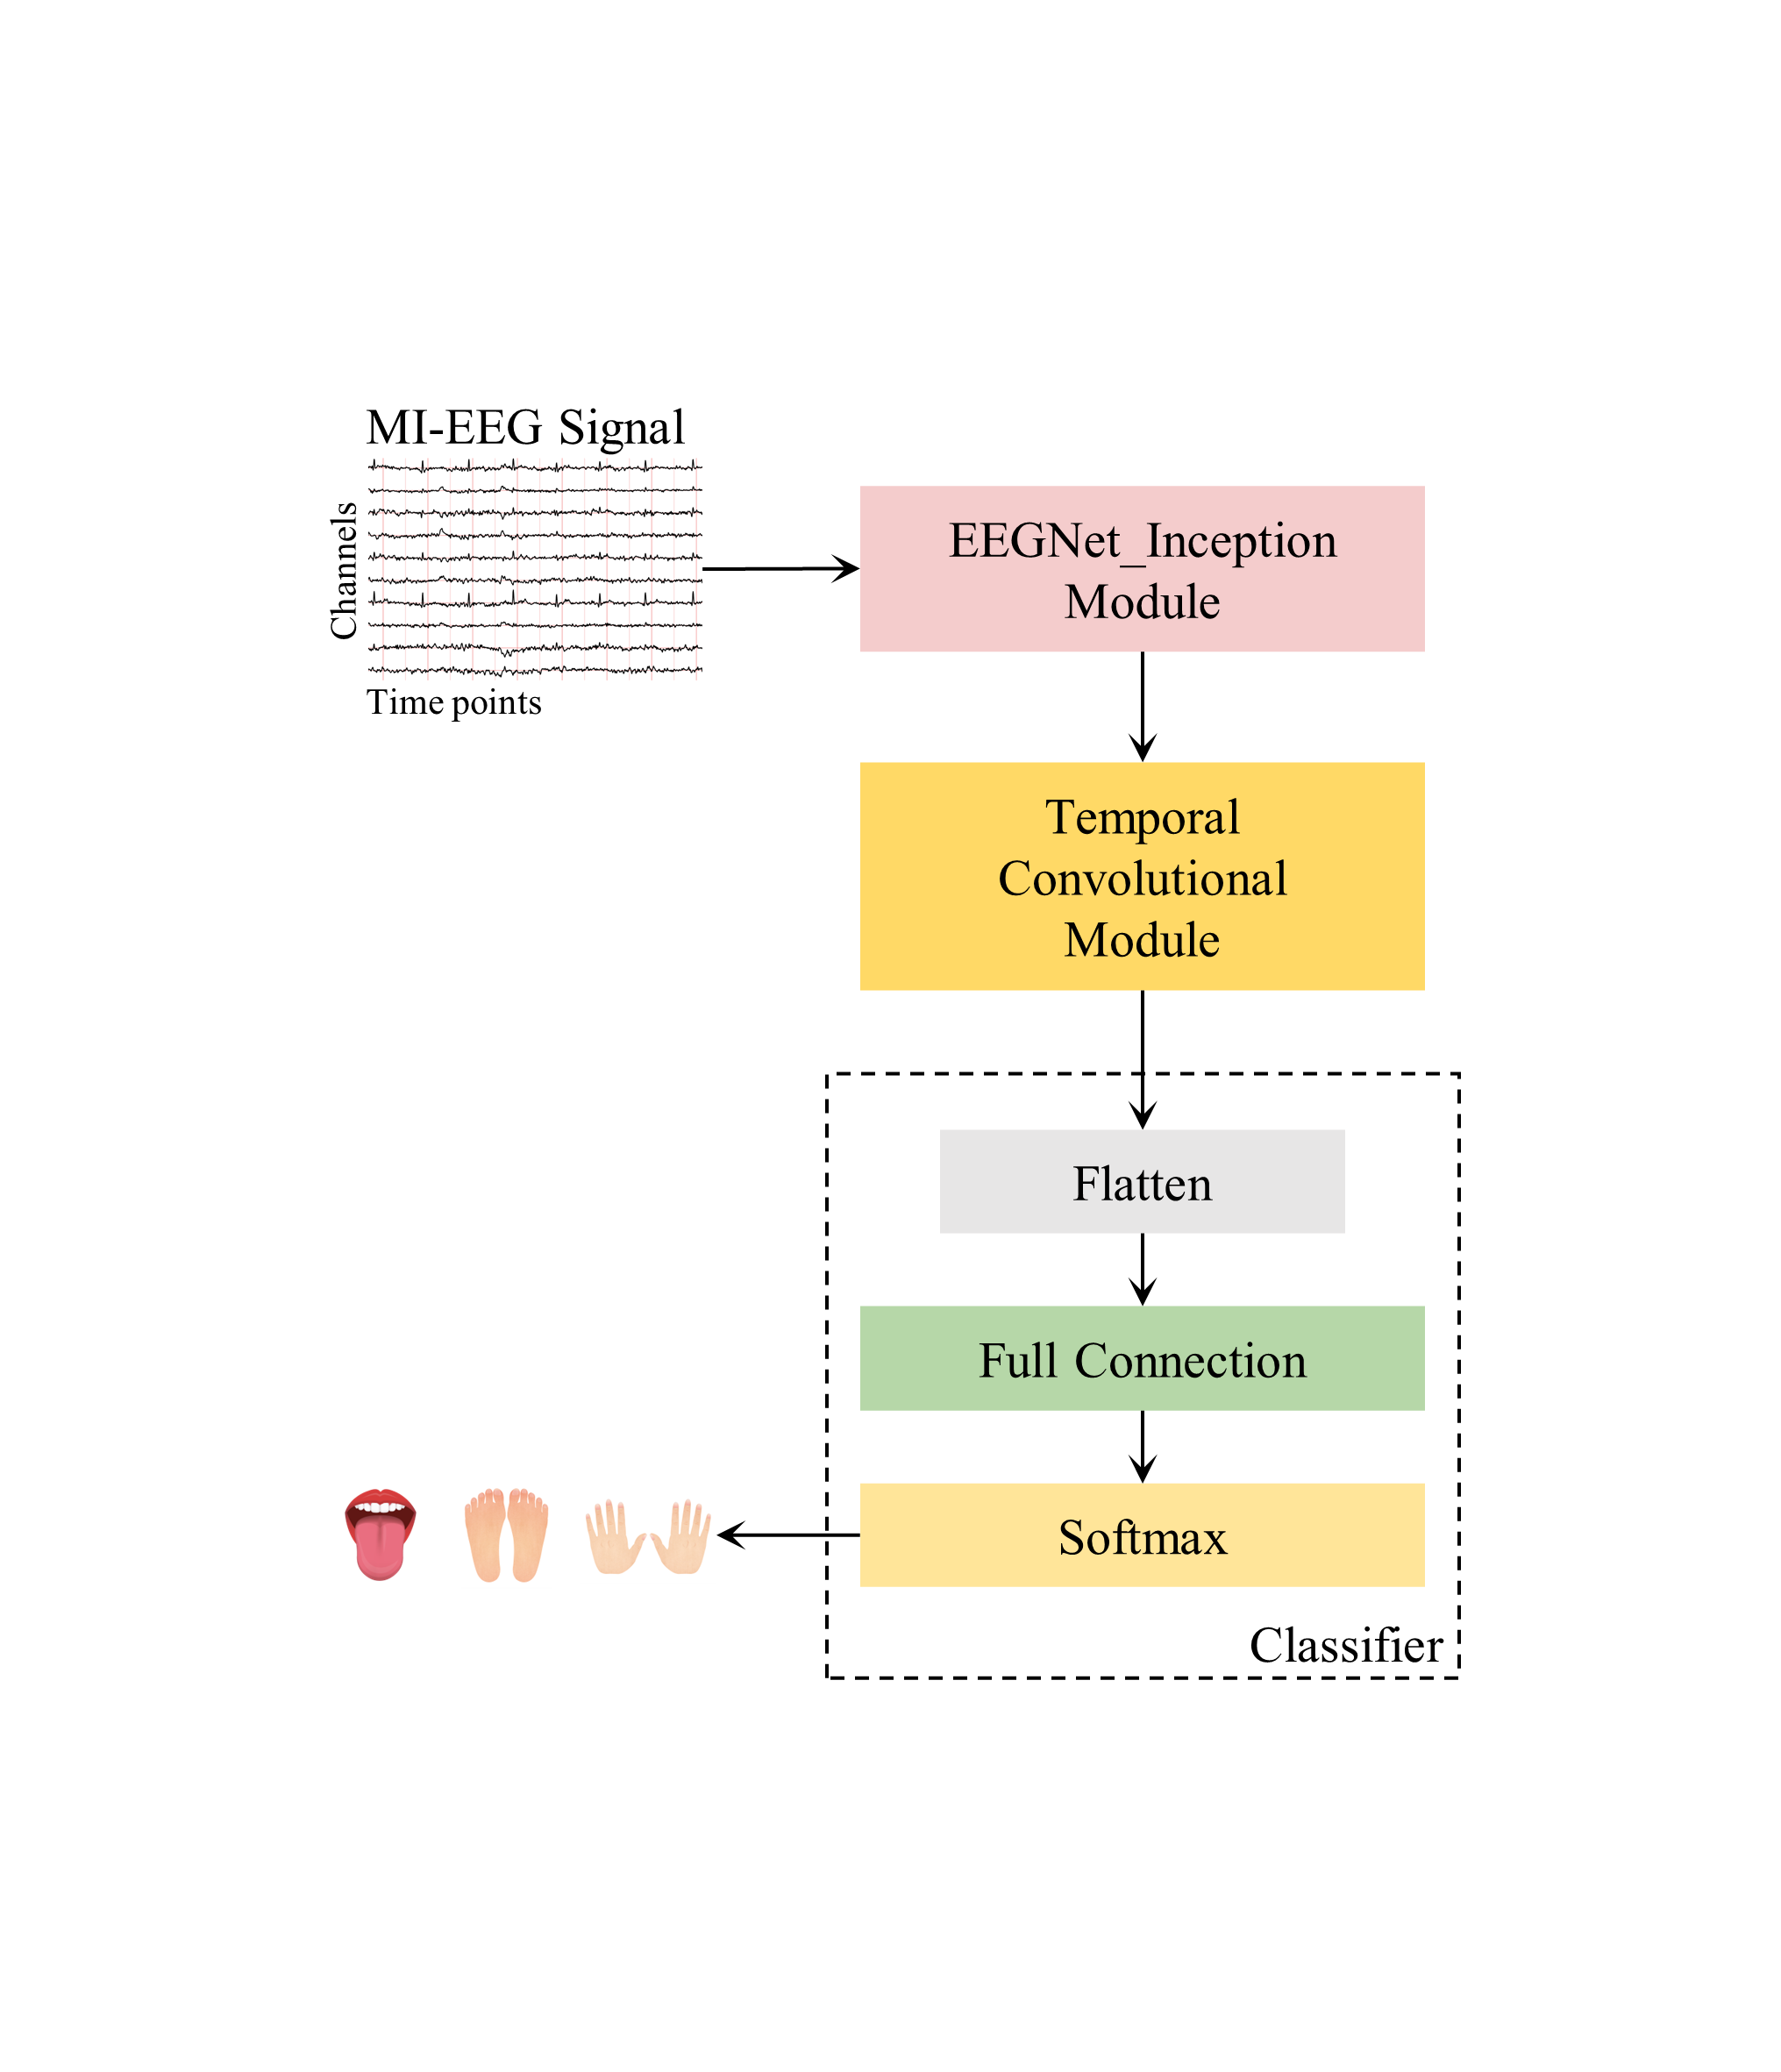 MI-EEG Signal
Channels
Time points
EEGNet_Inception
Module
Temporal
Convolutional
Module
Flatten
Full Connection
Softmax
Classifier